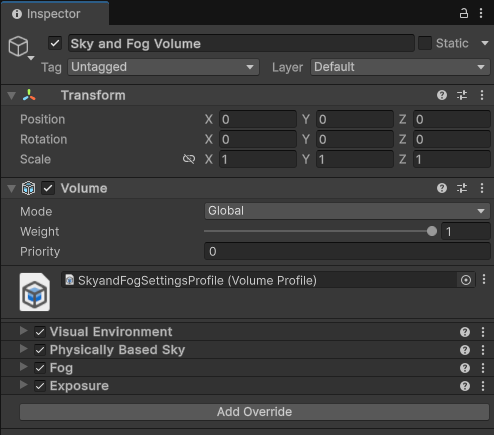 Inspector
Sky and Fog Volume Static
Tag Untagged Layer Default
Transform
Position X 0 Y 0 Z 0
Rotation X 0 Y 0 Z 0
Scale X 1 Y 1 Z 1
Volume
Mode Global
Weight 1
Priority 0
SkyandFogSettingsProfile (Volume Profile)
Visual Environment
Physically Based Sky
Fog
Exposure
Add Override